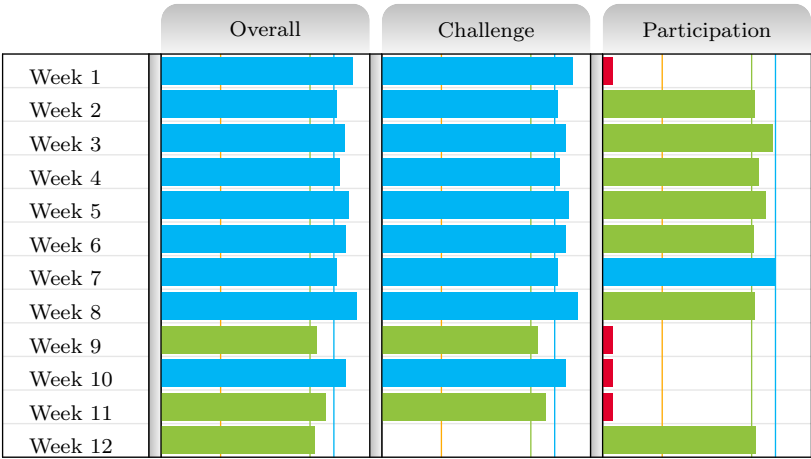 Overall Challenge Participation
Week 1
Week 2
Week 3
Week 4
Week 5
Week 6
Week 7
Week 8
Week 9
Week 10
Week 11
Week 12